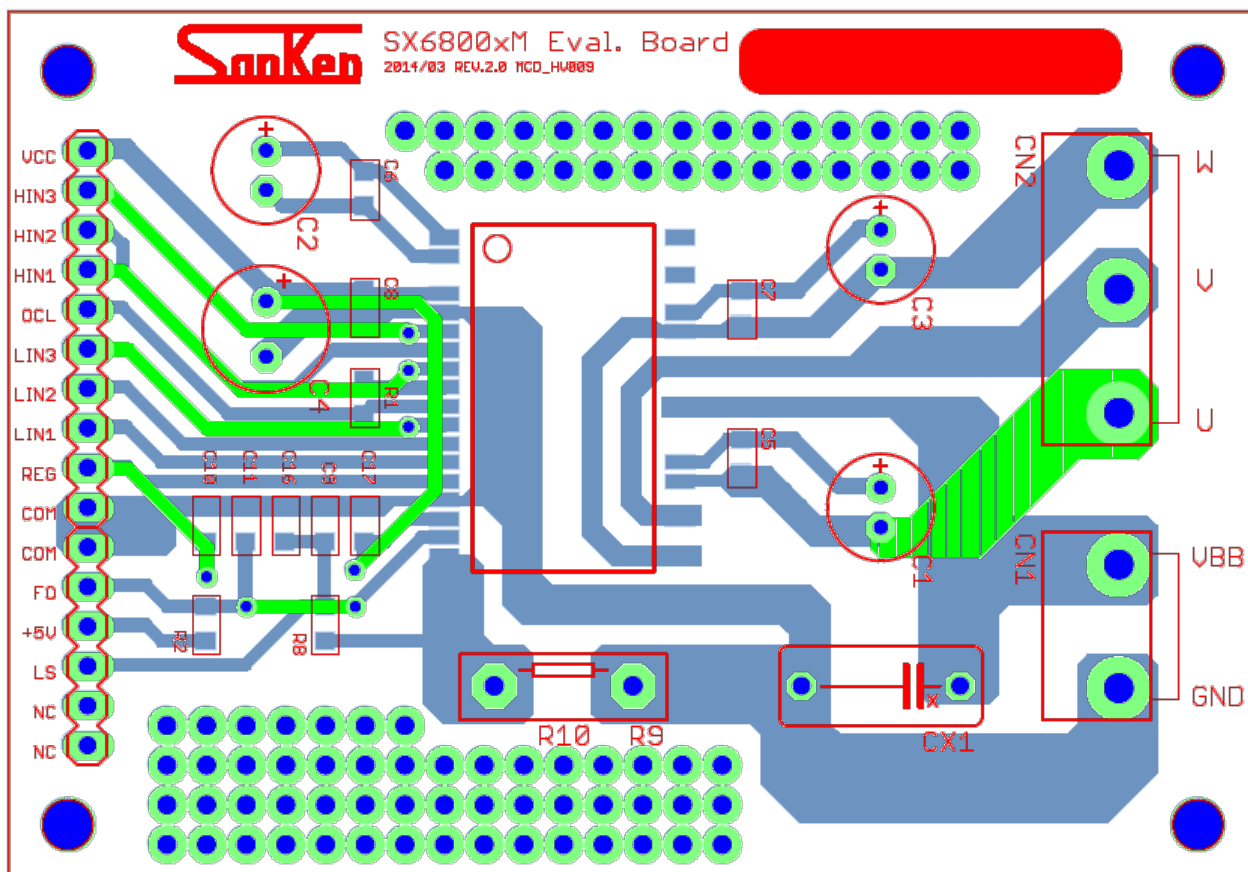 SanKen
SX6800xM Eval. Board
2014/03 REV.2.0 MCD_HV009
VCC
HIN3
HIN2
HIN1
OCL
LIN3
LIN2
LIN1
REG
COM
COM
FO
+5V
LS
NC
NC
+
C2
C6
+
C4
C8
R1
C10
C11
C16
C9
C17
R2
R8
C7
+
C3
C5
+
C1
CN2
W
V
U
CN1
VBB
GND
R10
R9
x
CX1